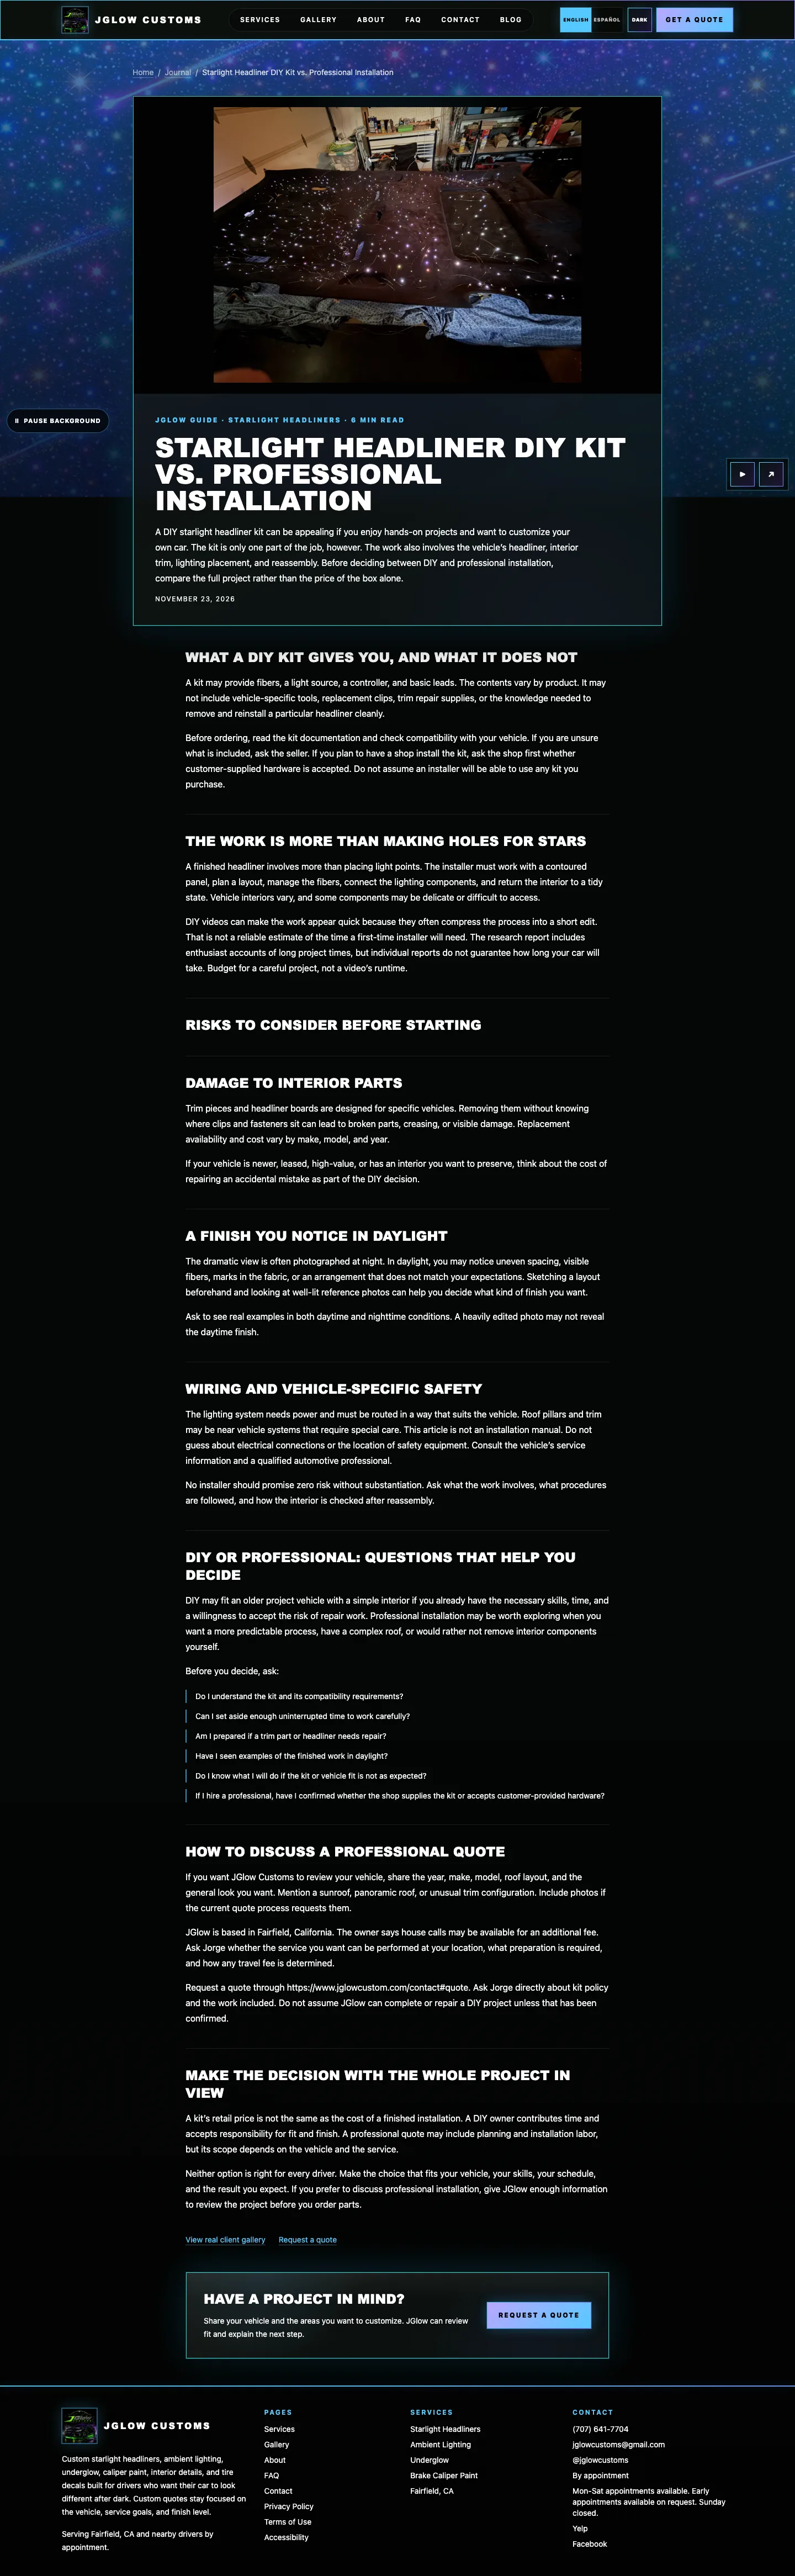 JGLOW CUSTOMS
SERVICES
GALLERY
ABOUT
FAQ
CONTACT
BLOG
ENGLISH
ESPAÑOL
DARK
GET A QUOTE
Home / Journal / Starlight Headliner DIY Kit vs. Professional Installation
PAUSE BACKGROUND
JGLOW GUIDE · STARLIGHT HEADLINERS · 6 MIN READ
STARLIGHT HEADLINER DIY KIT
VS. PROFESSIONAL
INSTALLATION
A DIY starlight headliner kit can be appealing if you enjoy hands-on projects and want to customize your
own car. The kit is only one part of the job, however. The work also involves the vehicle's headliner, interior
trim, lighting placement, and reassembly. Before deciding between DIY and professional installation,
compare the full project rather than the price of the box alone.
NOVEMBER 23, 2026
WHAT A DIY KIT GIVES YOU, AND WHAT IT DOES NOT
A kit may provide fibers, a light source, a controller, and basic leads. The contents vary by product. It may
not include vehicle-specific tools, replacement clips, trim repair supplies, or the knowledge needed to
remove and reinstall a particular headliner cleanly.
Before ordering, read the kit documentation and check compatibility with your vehicle. If you are unsure
what is included, ask the seller. If you plan to have a shop install the kit, ask the shop first whether
customer-supplied hardware is accepted. Do not assume an installer will be able to use any kit you
purchase.
THE WORK IS MORE THAN MAKING HOLES FOR STARS
A finished headliner involves more than placing light points. The installer must work with a contoured
panel, plan a layout, manage the fibers, connect the lighting components, and return the interior to a tidy
state. Vehicle interiors vary, and some components may be delicate or difficult to access.
DIY videos can make the work appear quick because they often compress the process into a short edit.
That is not a reliable estimate of the time a first-time installer will need. The research report includes
enthusiast accounts of long project times, but individual reports do not guarantee how long your car will
take. Budget for a careful project, not a video's runtime.
RISKS TO CONSIDER BEFORE STARTING
DAMAGE TO INTERIOR PARTS
Trim pieces and headliner boards are designed for specific vehicles. Removing them without knowing
where clips and fasteners sit can lead to broken parts, creasing, or visible damage. Replacement
availability and cost vary by make, model, and year.
If your vehicle is newer, leased, high-value, or has an interior you want to preserve, think about the cost of
repairing an accidental mistake as part of the DIY decision.
A FINISH YOU NOTICE IN DAYLIGHT
The dramatic view is often photographed at night. In daylight, you may notice uneven spacing, visible
fibers, marks in the fabric, or an arrangement that does not match your expectations. Sketching a layout
beforehand and looking at well-lit reference photos can help you decide what kind of finish you want.
Ask to see real examples in both daytime and nighttime conditions. A heavily edited photo may not reveal
the daytime finish.
WIRING AND VEHICLE-SPECIFIC SAFETY
The lighting system needs power and must be routed in a way that suits the vehicle. Roof pillars and trim
may be near vehicle systems that require special care. This article is not an installation manual. Do not
guess about electrical connections or the location of safety equipment. Consult the vehicle's service
information and a qualified automotive professional.
No installer should promise zero risk without substantiation. Ask what the work involves, what procedures
are followed, and how the interior is checked after reassembly.
DIY OR PROFESSIONAL: QUESTIONS THAT HELP YOU
DECIDE
DIY may fit an older project vehicle with a simple interior if you already have the necessary skills, time, and
a willingness to accept the risk of repair work. Professional installation may be worth exploring when you
want a more predictable process, have a complex roof, or would rather not remove interior components
yourself.
Before you decide, ask:
Do I understand the kit and its compatibility requirements?
Can I set aside enough uninterrupted time to work carefully?
Am I prepared if a trim part or headliner needs repair?
Have I seen examples of the finished work in daylight?
Do I know what I will do if the kit or vehicle fit is not as expected?
If I hire a professional, have I confirmed whether the shop supplies the kit or accepts customer-provided hardware?
HOW TO DISCUSS A PROFESSIONAL QUOTE
If you want JGlow Customs to review your vehicle, share the year, make, model, roof layout, and the
general look you want. Mention a sunroof, panoramic roof, or unusual trim configuration. Include photos if
the current quote process requests them.
JGlow is based in Fairfield, California. The owner says house calls may be available for an additional fee.
Ask Jorge whether the service you want can be performed at your location, what preparation is required,
and how any travel fee is determined.
Request a quote through https://www.jglowcustom.com/contact#quote. Ask Jorge directly about kit policy
and the work included. Do not assume JGlow can complete or repair a DIY project unless that has been
confirmed.
MAKE THE DECISION WITH THE WHOLE PROJECT IN
VIEW
A kit's retail price is not the same as the cost of a finished installation. A DIY owner contributes time and
accepts responsibility for fit and finish. A professional quote may include planning and installation labor,
but its scope depends on the vehicle and the service.
Neither option is right for every driver. Make the choice that fits your vehicle, your skills, your schedule,
and the result you expect. If you prefer to discuss professional installation, give JGlow enough information
to review the project before you order parts.
View real client gallery
Request a quote
HAVE A PROJECT IN MIND?
Share your vehicle and the areas you want to customize. JGlow can review
fit and explain the next step.
REQUEST A QUOTE
JGLOW CUSTOMS
Custom starlight headliners, ambient lighting,
underglow, caliper paint, interior details, and tire
decals built for drivers who want their car to look
different after dark. Custom quotes stay focused on
the vehicle, service goals, and finish level.
Serving Fairfield, CA and nearby drivers by
appointment.
PAGES
Services
Gallery
About
FAQ
Contact
Privacy Policy
Terms of Use
Accessibility
SERVICES
Starlight Headliners
Ambient Lighting
Underglow
Brake Caliper Paint
Fairfield, CA
CONTACT
(707) 641-7704
jglowcustoms@gmail.com
@jglowcustoms
By appointment
Mon-Sat appointments available. Early
appointments available on request. Sunday
closed.
Yelp
Facebook